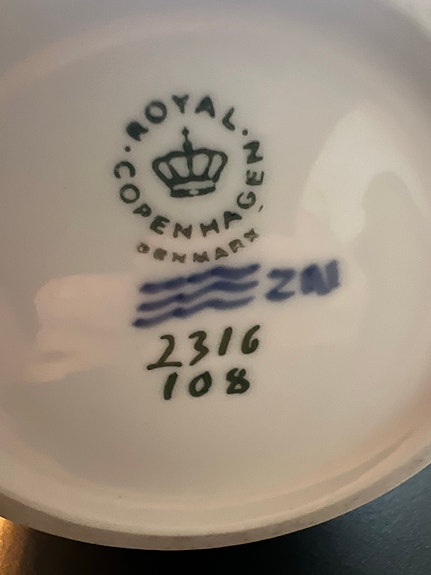 ROYAL COPENHAGEN
DENMARK
2316
108